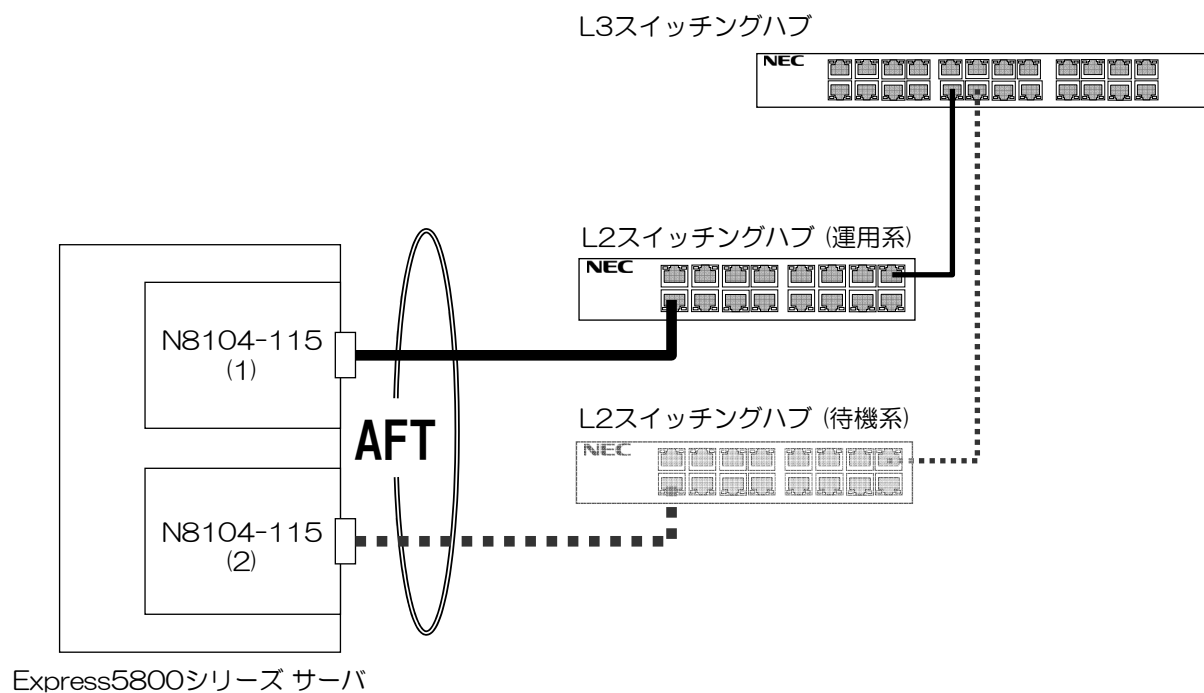 L3スイッチングハブ
NEC
L2スイッチングハブ (運用系)
NEC
N8104-115
(1)
AFT
L2スイッチングハブ (待機系)
NEC
N8104-115
(2)
Express5800シリーズ サーバ